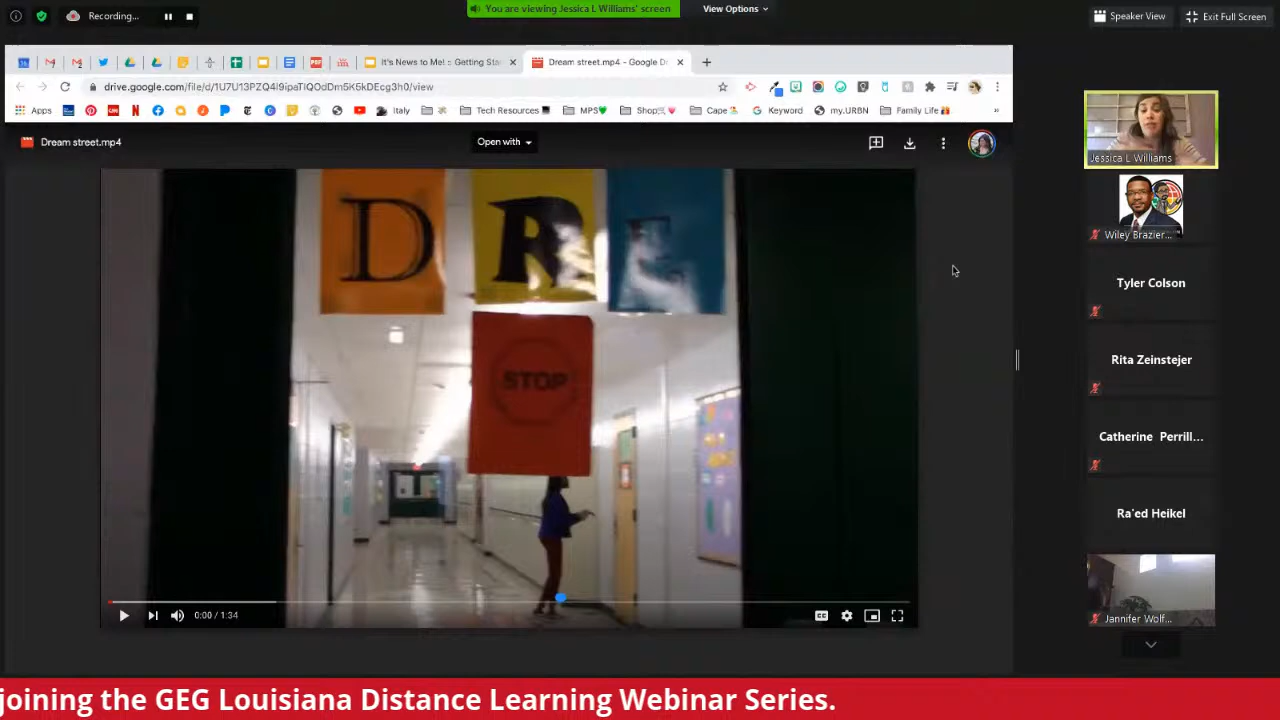 Recording...
You are viewing Jessica L Williams' screen
View Options
Speaker View
Exit Full Screen
It's News to Me! :: Getting Sta
Dream street.mp4 - Google Dr
drive.google.com/file/d/1U7U13PZQ4I9ipaTlQOdDm5K5kDEcg3h0/view
Apps
Italy
Tech Resources
MPS
Shop
Cape
Keyword
my.URBN
Family Life
»
Dream street.mp4
Open with
D R E
STOP
0:00 / 1:34
Jessica L Williams
Wiley Brazier...
Tyler Colson
Rita Zeinstejer
Catherine Perrill...
Ra'ed Heikel
Jannifer Wolf...
joining the GEG Louisiana Distance Learning Webinar Series.